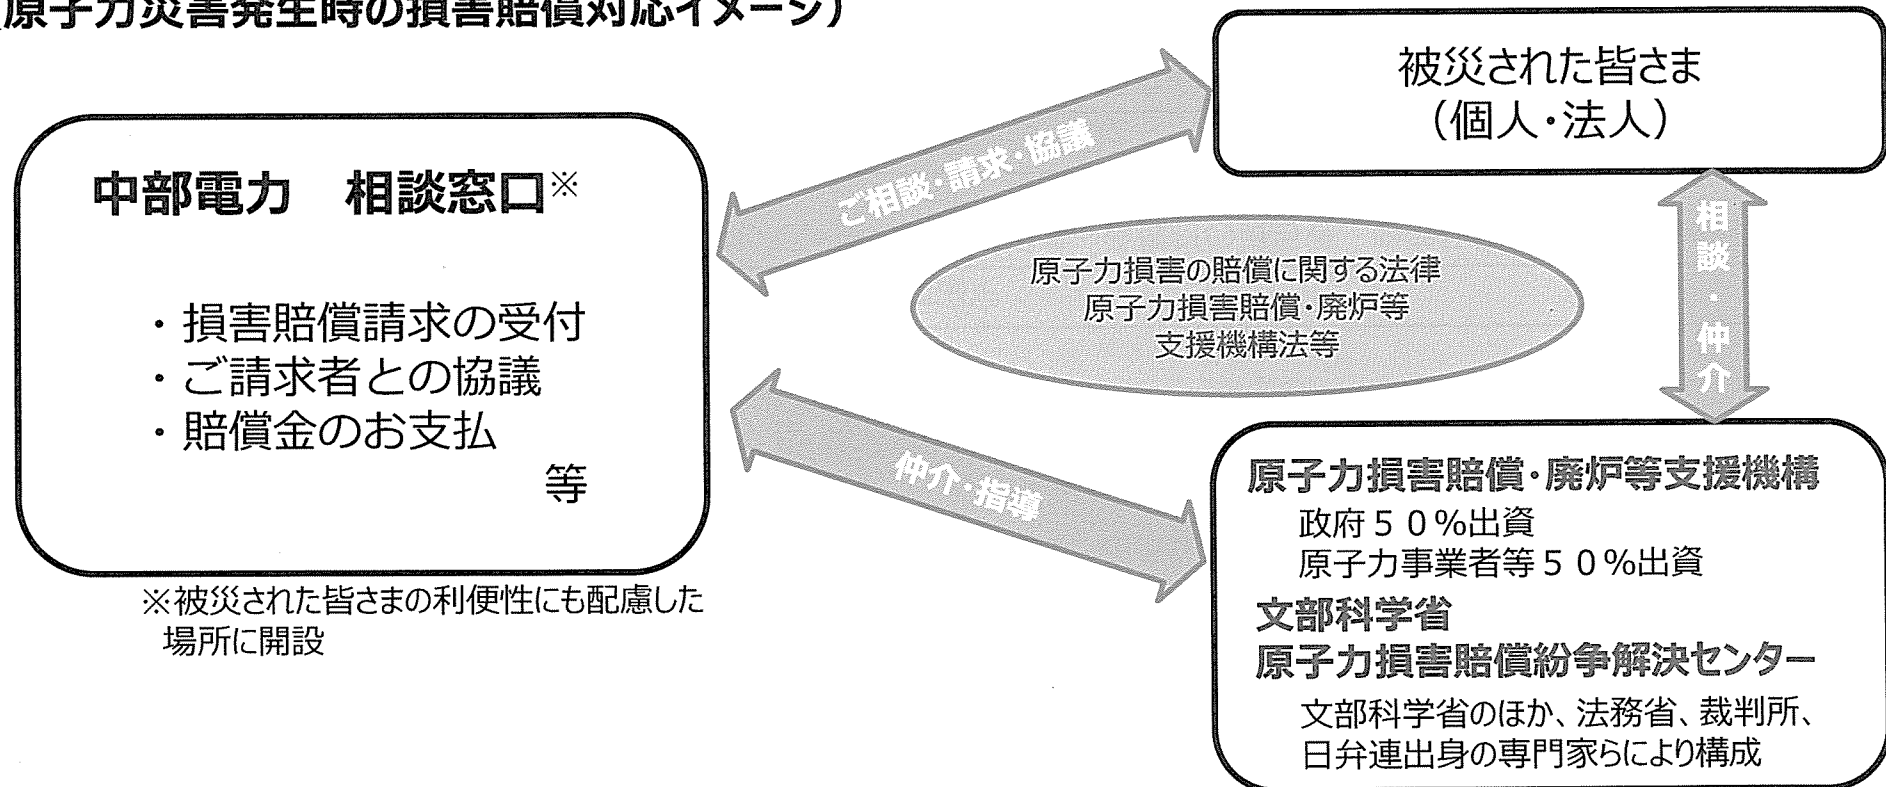 (原子力災害発生時の損害賠償対応イメージ)
被災された皆さま
(個人・法人)
中部電力 相談窓口※
・損害賠償請求の受付
・ご請求者との協議
・賠償金のお支払
等
※被災された皆さまの利便性にも配慮した
場所に開設
ご相談・請求・協議
原子力損害の賠償に関する法律
原子力損害賠償・廃炉等
支援機構法等
相談・仲介
仲介・指導
原子力損害賠償・廃炉等支援機構
政府50%出資
原子力事業者等50%出資
文部科学省
原子力損害賠償紛争解決センター
文部科学省のほか、法務省、裁判所、
日弁連出身の専門家らにより構成